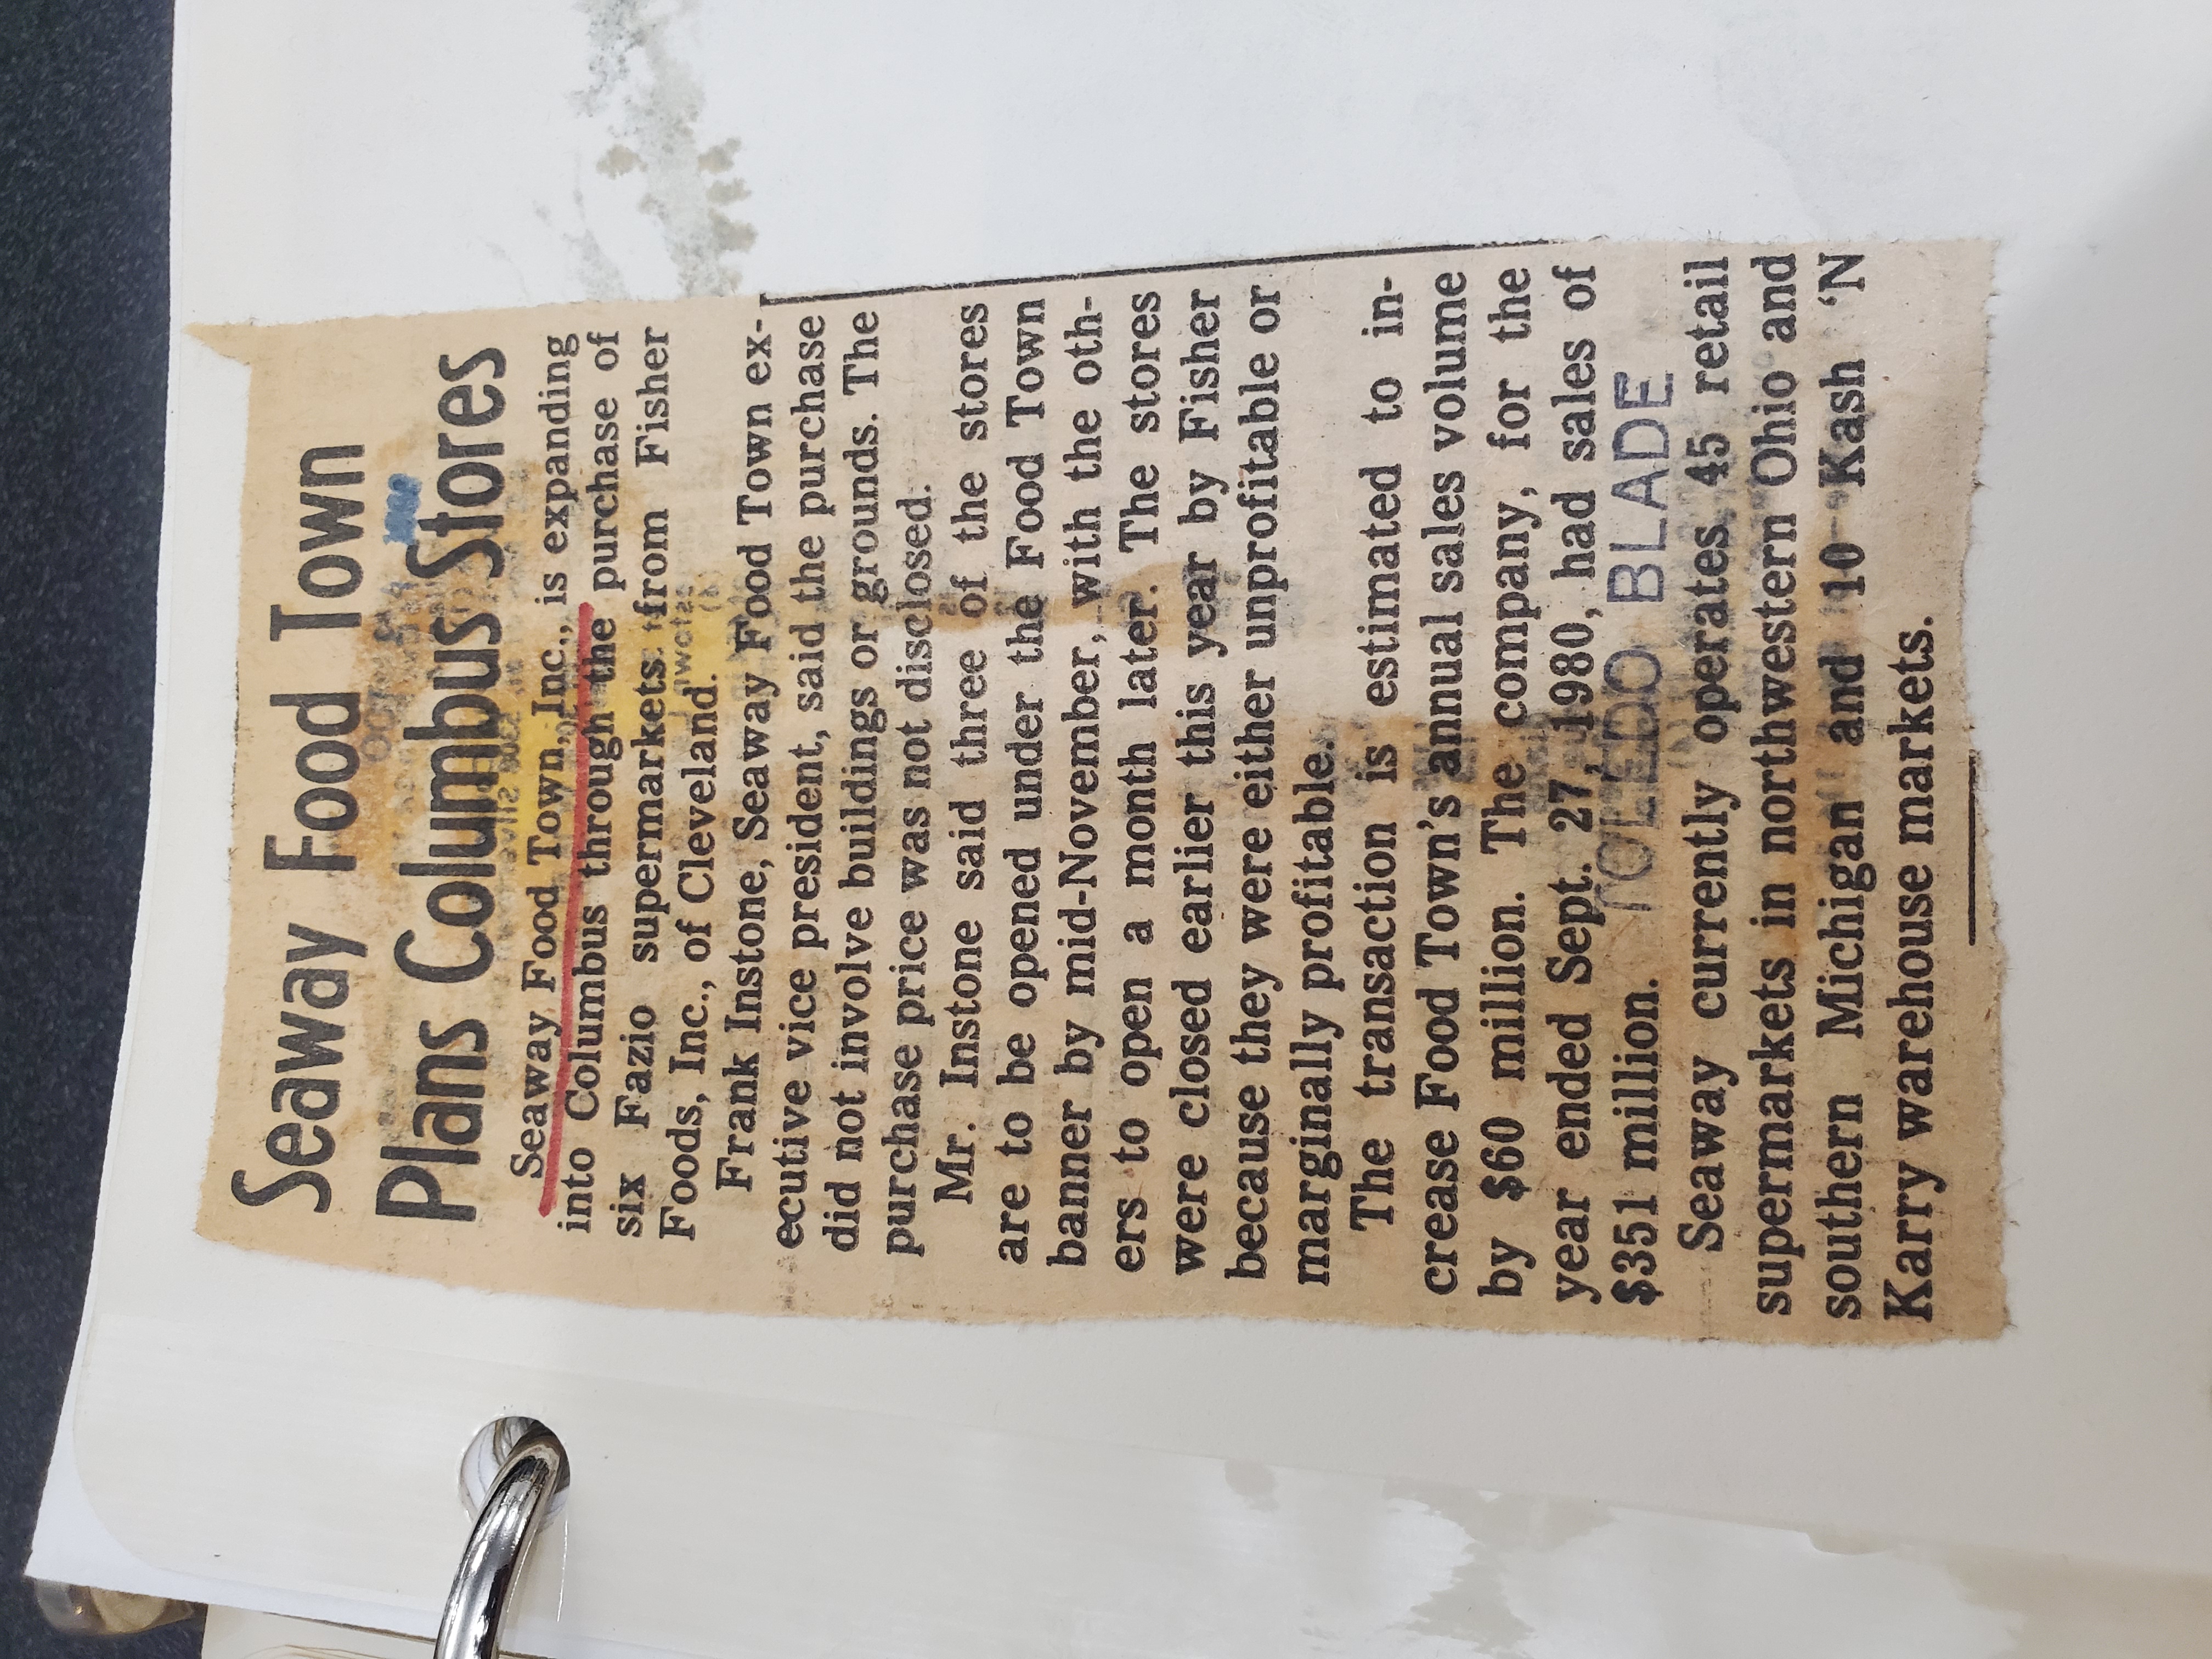 Seaway Food Town
Plans Columbus Stores
Seaway Food Town, Inc., is expanding
into Columbus through the purchase of
six Fazio supermarkets from Fisher
Foods, Inc., of Cleveland.
Frank Instone, Seaway Food Town ex-
ecutive vice president, said the purchase
did not involve buildings or grounds. The
purchase price was not disclosed.
Mr. Instone said three of the stores
are to be opened under the Food Town
banner by mid-November, with the oth-
ers to open a month later. The stores
were closed earlier this year by Fisher
because they were either unprofitable or
marginally profitable.
The transaction is estimated to in-
crease Food Town's annual sales volume
by $60 million. The company, for the
year ended Sept. 27, 1980, had sales of
$351 million.
TOLEDO BLADE
Seaway currently operates 45 retail
supermarkets in northwestern Ohio and
southern Michigan and 10 Kash 'N
Karry warehouse markets.